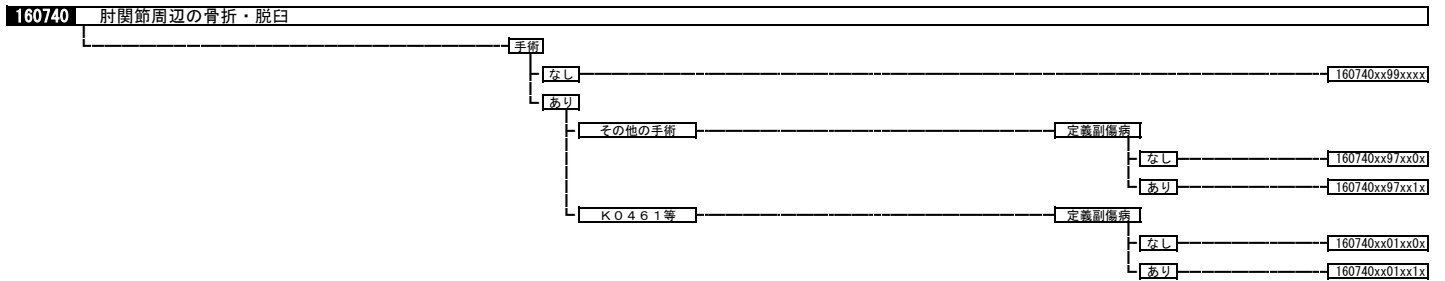 160740 肘関節周辺の骨折・脱臼
手術
なし 160740xx99xxxx
あり
その他の手術 定義副傷病
なし 160740xx97xx0x
あり 160740xx97xx1x
Ｋ０４６１等 定義副傷病
なし 160740xx01xx0x
あり 160740xx01xx1x